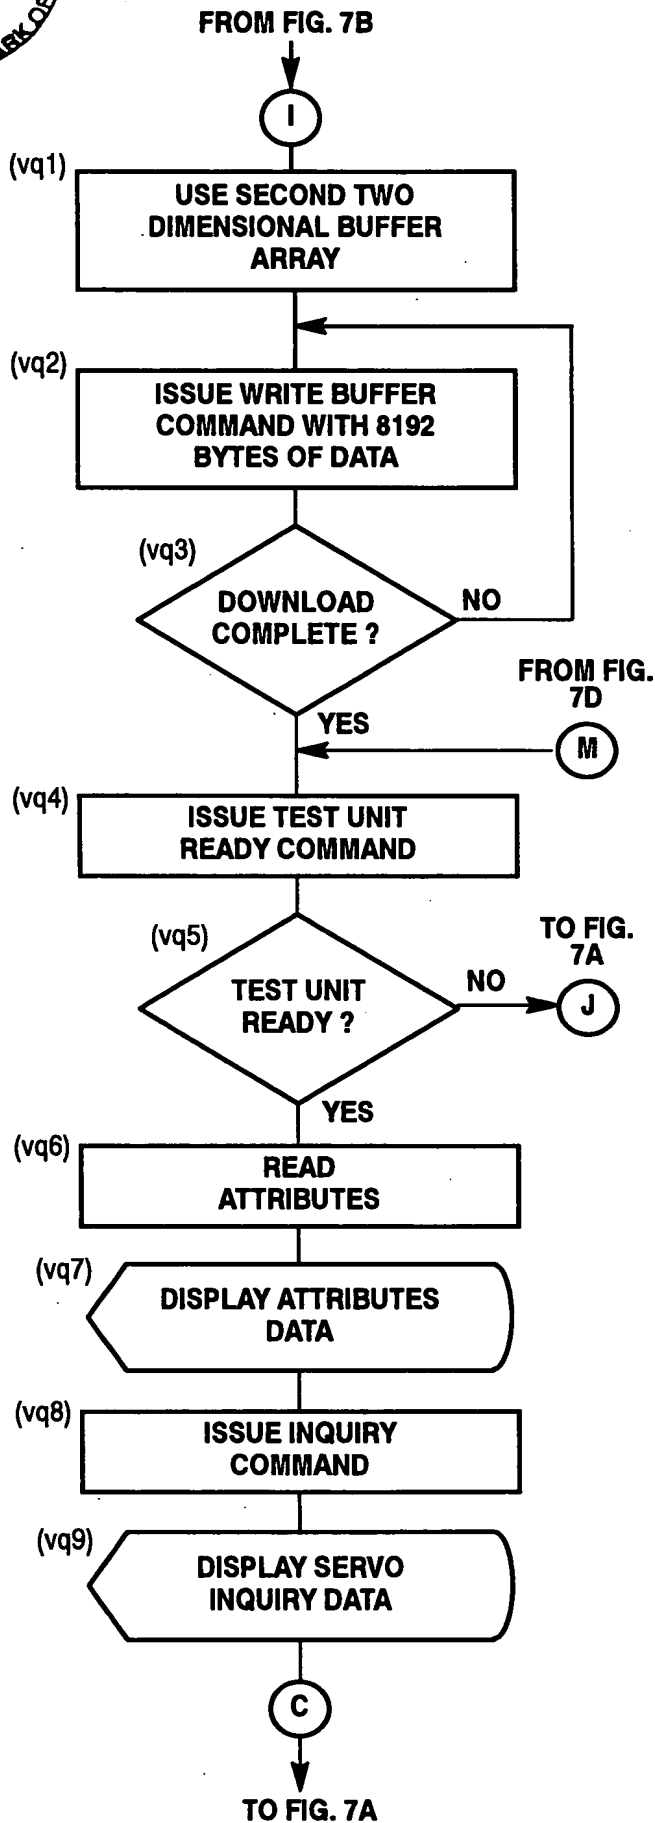 ARK OF
FROM FIG. 7B
I
(vq1)
USE SECOND TWO
DIMENSIONAL BUFFER
ARRAY
(vq2)
ISSUE WRITE BUFFER
COMMAND WITH 8192
BYTES OF DATA
(vq3)
DOWNLOAD
COMPLETE ?
NO
FROM FIG.
7D
YES
M
(vq4)
ISSUE TEST UNIT
READY COMMAND
(vq5)
TO FIG.
7A
TEST UNIT
READY ?
NO
J
YES
(vq6)
READ
ATTRIBUTES
(vq7)
DISPLAY ATTRIBUTES
DATA
(vq8)
ISSUE INQUIRY
COMMAND
(vq9)
DISPLAY SERVO
INQUIRY DATA
C
TO FIG. 7A